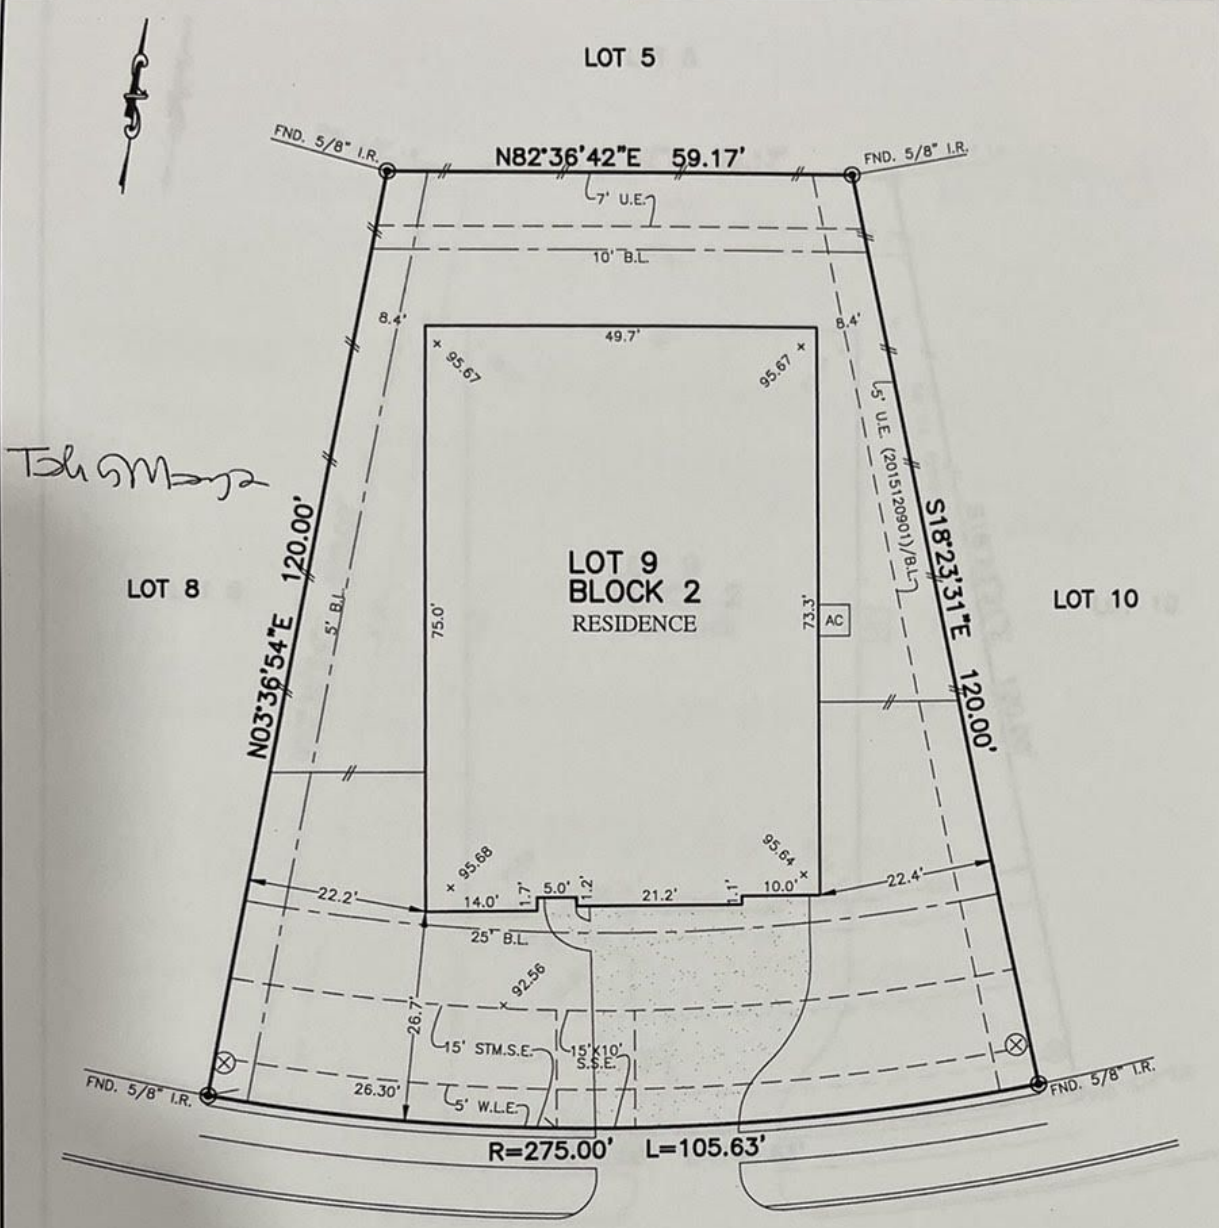 LOT 5
FND. 5/8" I.R.
N82°36'42"E 59.17'
FND. 5/8" I.R.
7' U.E.
10' B.L.
8.4'
49.7'
8.4'
95.67
95.67
5' U.E. (2015120901)/B.L.
N03°36'54"E 120.00'
S18°23'31"E 120.00'
LOT 8
5' B.L.
75.0'
LOT 9
BLOCK 2
RESIDENCE
73.3'
AC
LOT 10
95.68
95.64
22.2'
14.0'
1.7'
5.0'
1.2'
21.2'
1.1'
10.0'
22.4'
25' B.L.
92.56
26.7'
15' STM.S.E.
15'X10'
S.S.E.
FND. 5/8" I.R.
26.30'
5' W.L.E.
FND. 5/8" I.R.
R=275.00' L=105.63'